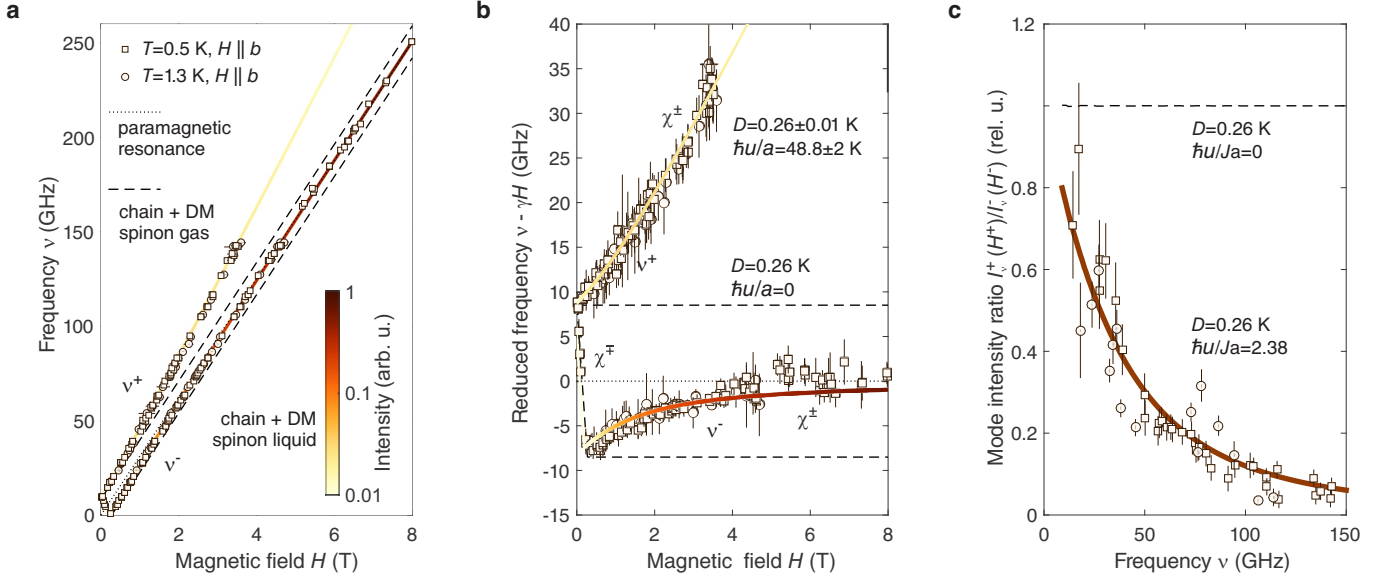 a
Frequency ν (GHz)
250
200
150
100
50
0
0
2
4
6
8
Magnetic field H (T)
T=0.5 K, H || b
T=1.3 K, H || b
paramagnetic
resonance
chain + DM
spinon gas
ν⁺
ν⁻
chain + DM
spinon liquid
Intensity (arb. u.)
1
0.1
0.01
b
Reduced frequency ν - γH (GHz)
40
35
30
25
20
15
10
5
0
-5
-10
-15
0
2
4
6
8
Magnetic field H (T)
χ±
D=0.26±0.01 K
ħu/a=48.8±2 K
ν⁺
D=0.26 K
ħu/a=0
χ∓
ν⁻
χ±
c
Mode intensity ratio Iν⁺(H⁺)/Iν⁻(H⁻) (rel. u.)
1.2
1
0.8
0.6
0.4
0.2
0
0
50
100
150
Frequency ν (GHz)
D=0.26 K
ħu/Ja=0
D=0.26 K
ħu/Ja=2.38